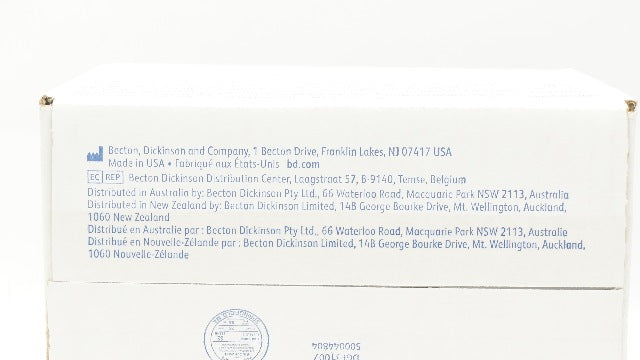 Becton, Dickinson and Company, 1 Becton Drive, Franklin Lakes, NJ 07417 USA
Made in USA • Fabriqué aux États-Unis bd.com
EC REP Becton Dickinson Distribution Center, Laagstraat 57, B-9140, Temse, Belgium
Distributed in Australia by: Becton Dickinson Pty Ltd., 66 Waterloo Road, Macquarie Park NSW 2113, Australia
Distributed in New Zealand by: Becton Dickinson Limited, 14B George Bourke Drive, Mt. Wellington, Auckland,
1060 New Zealand
Distribué en Australie par : Becton Dickinson Pty Ltd., 66 Waterloo Road, Macquarie Park NSW 2113, Australie
Distribué en Nouvelle-Zélande par : Becton Dickinson Limited, 14B George Bourke Drive, Mt. Wellington, Auckland,
1060 Nouvelle-Zélande
500044804